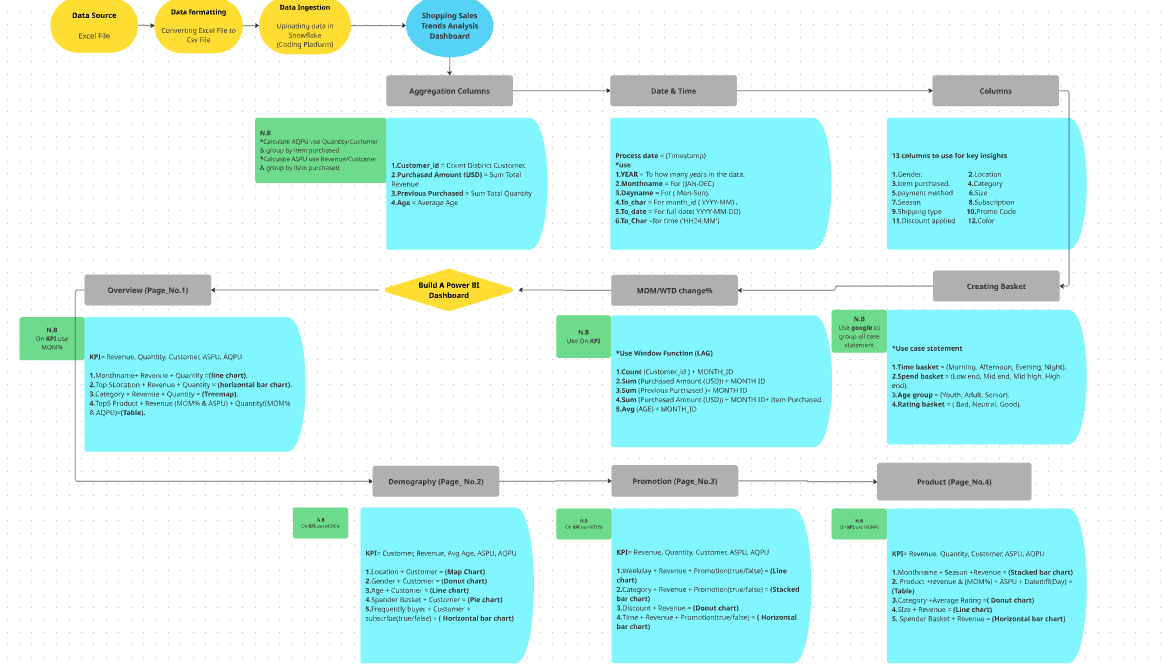 Data Source
Excel File
Data formatting
Converting Excel File to
Csv File
Data Ingestion
Uploading data in
Snowflake
(Coding Platform)
Shopping Sales
Trends Analysis
Dashboard
Aggregation Columns
Date & Time
Columns
N.B
*Calculate AQPU use Quantity/Customer
& group by item purchased.
*Calculate ASPU use Revenue/Customer
& group by item purchased
1.Customer_id = Count Distinct Customer.
2.Purchased Amount (USD) = Sum Total
Revenue
3.Previous Purchased = Sum Total Quantity
4.Age = Average Age
Process date = (Timestamp)
*use
1.YEAR = To how many years in the data.
2.Monthname = For (JAN-DEC)
3.Dayname = For ( Mon-Sun).
4.To_char = For month_id ( YYYY-MM) .
5.To_date = For full date( YYYY-MM-DD)
6.To_Char =for time ('HH24:MM')
13 columns to use for key insights
1.Gender. 2.Location
3.Item purchased. 4.Category
5.payment method 6.Size
7.Season 8.Subscription
9.Shipping type 10.Promo Code
11.Discount applied 12.Color
Overview (Page_No.1)
Build A Power BI
Dashboard
MOM/WTD change%
Creating Basket
N.B
On KPI use
MOM%
KPI= Revenue, Quantity, Customer, ASPU, AQPU
1.Monthname+ Revenue + Quantity =(line chart).
2.Top 5Location + Revenue + Quantity = (horizontal bar chart).
3.Category + Revenue + Quantity = (Treemap).
4.Top5 Product + Revenue (MOM% & ASPU) + Quantity((MOM%
& AQPU)=(Table).
N.B
Use On KPI
*Use Window Function (LAG)
1.Count (Customer_id ) + MONTH_ID
2.Sum (Purchased Amount (USD)) + MONTH ID
3.Sum (Previous Purchased )+ MONTH ID
4.Sum (Purchased Amount (USD)) + MONTH ID+ Item Purchased
5.Avg (AGE) + MONTH_ID
N.B
Use google to
group all case
statement
*Use case statement
1.Time basket = (Morning, Afternoon, Evening, Night).
2.Spend basket = (Low end, Mid end, Mid high, High
end).
3.Age group = (Youth, Adult, Senior).
4.Rating basket = ( Bad, Neutral, Good).
Demography (Page_ No.2)
Promotion (Page_No.3)
Product (Page_No.4)
N.B
On KPI use MOM%
KPI= Customer, Revenue, Avg Age, ASPU, AQPU
1.Location + Customer = (Map Chart)
2.Gender + Customer = (Donut chart)
3.Age + Customer = (Line chart)
4.Spender Basket + Customer = (Pie chart)
5.Frequently buyer + Customer +
subscribe(true/false) = ( Horizontal bar chart)
N.B
On KPI use WTD%
KPI= Revenue, Quantity, Customer, ASPU, AQPU
1.Weekday + Revenue + Promotion(true/false) = (Line
chart)
2.Category + Revenue + Promotion(true/false) = (Stacked
bar chart)
3.Discount + Revenue = (Donut chart)
4.Time + Revenue + Promotion(true/false) = ( Horizontal
bar chart)
N.B
On KPI use MOM%
KPI= Revenue, Quantity, Customer, ASPU, AQPU
1.Monthname + Season +Revenue = (Stacked bar chart)
2. Product +revenue & (MOM%) + ASPU + Datediff(Day) =
(Table)
3.Category +Average Rating =( Donut chart)
4.Size + Revenue = (Line chart)
5. Spender Basket + Revenue = (Horizontal bar chart)